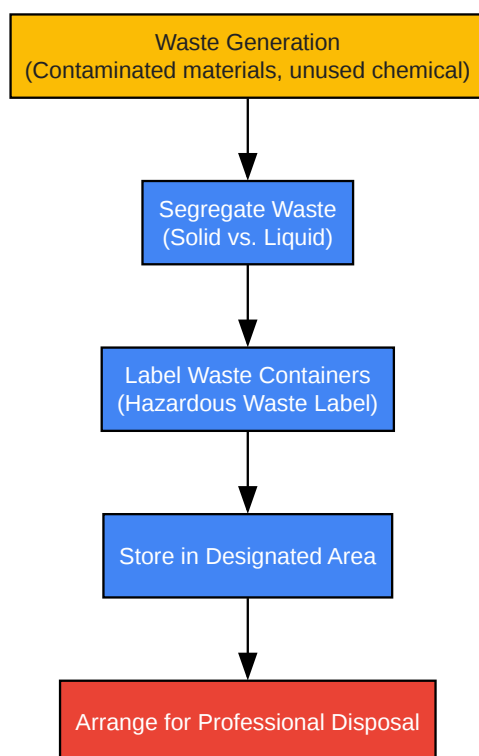 Waste Generation
(Contaminated materials, unused chemical)
Segregate Waste
(Solid vs. Liquid)
Label Waste Containers
(Hazardous Waste Label)
Store in Designated Area
Arrange for Professional Disposal